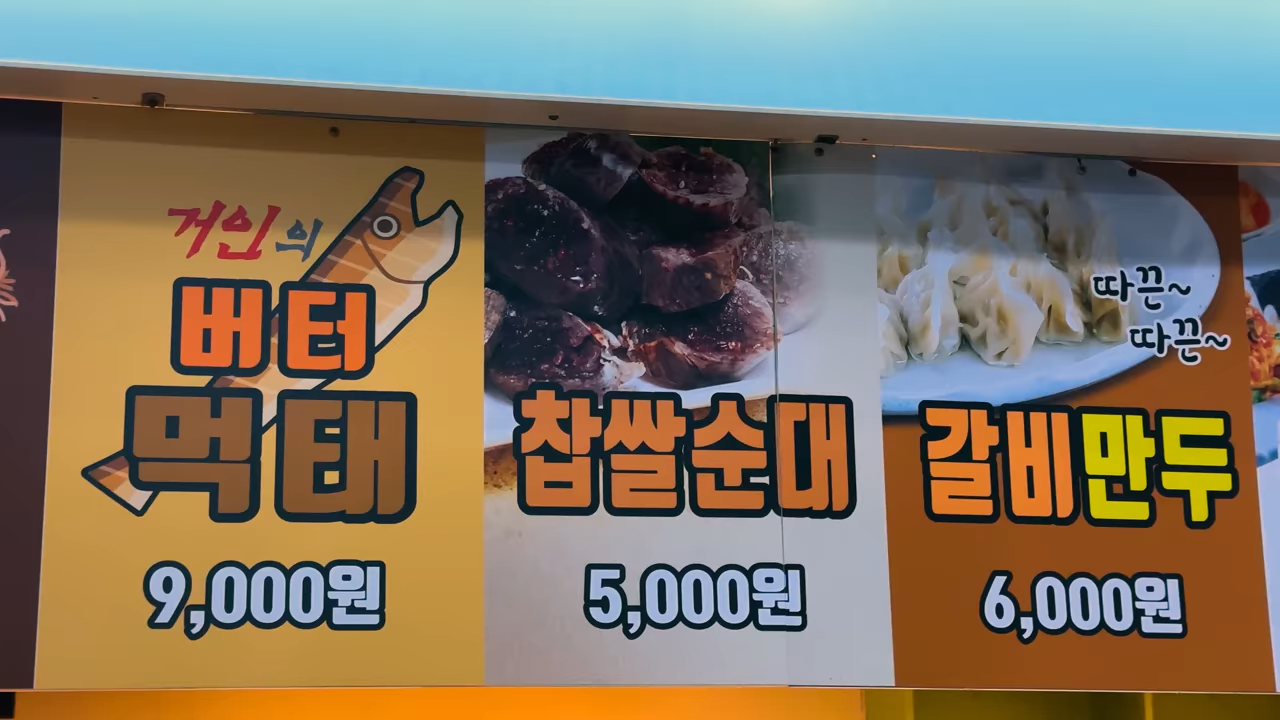 거인의
버터
먹태
9,000원
찹쌀순대
5,000원
따끈~
따끈~
갈비만두
6,000원